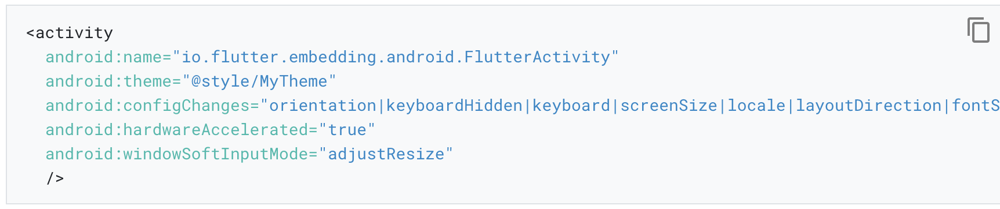 <activity
android:name="io.flutter.embedding.android.FlutterActivity"
android:theme="@style/MyTheme"
android:configChanges="orientation|keyboardHidden|keyboard|screenSize|locale|layoutDirection|fontS
android:hardwareAccelerated="true"
android:windowSoftInputMode="adjustResize"
/>